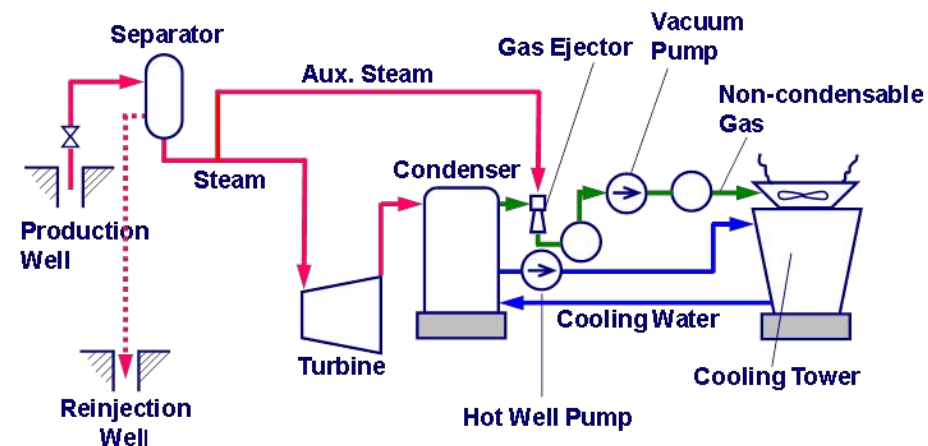 Separator
Gas Ejector
Vacuum
Pump
Aux. Steam
Non-condensable
Gas
Condenser
Steam
Production
Well
Cooling Water
Turbine
Cooling Tower
Reinjection
Well
Hot Well Pump